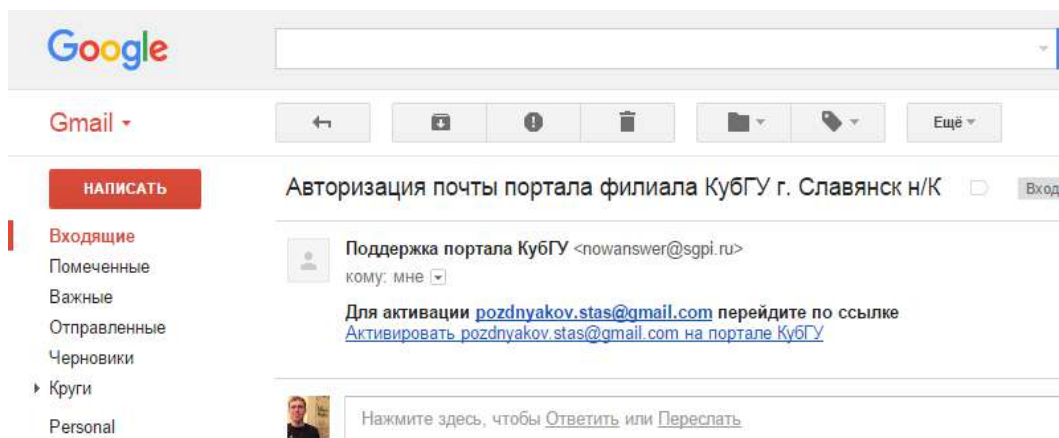 Google
Gmail
Ещё
НАПИСАТЬ
Авторизация почты портала филиала КубГУ г. Славянск н/К
Вход
Входящие
Помеченные
Важные
Отправленные
Черновики
Круги
Personal
Поддержка портала КубГУ <nowanswer@sgpi.ru>
кому: мне
Для активации pozdnyakov.stas@gmail.com перейдите по ссылке
Активировать pozdnyakov.stas@gmail.com на портале КубГУ
Нажмите здесь, чтобы Ответить или Переслать